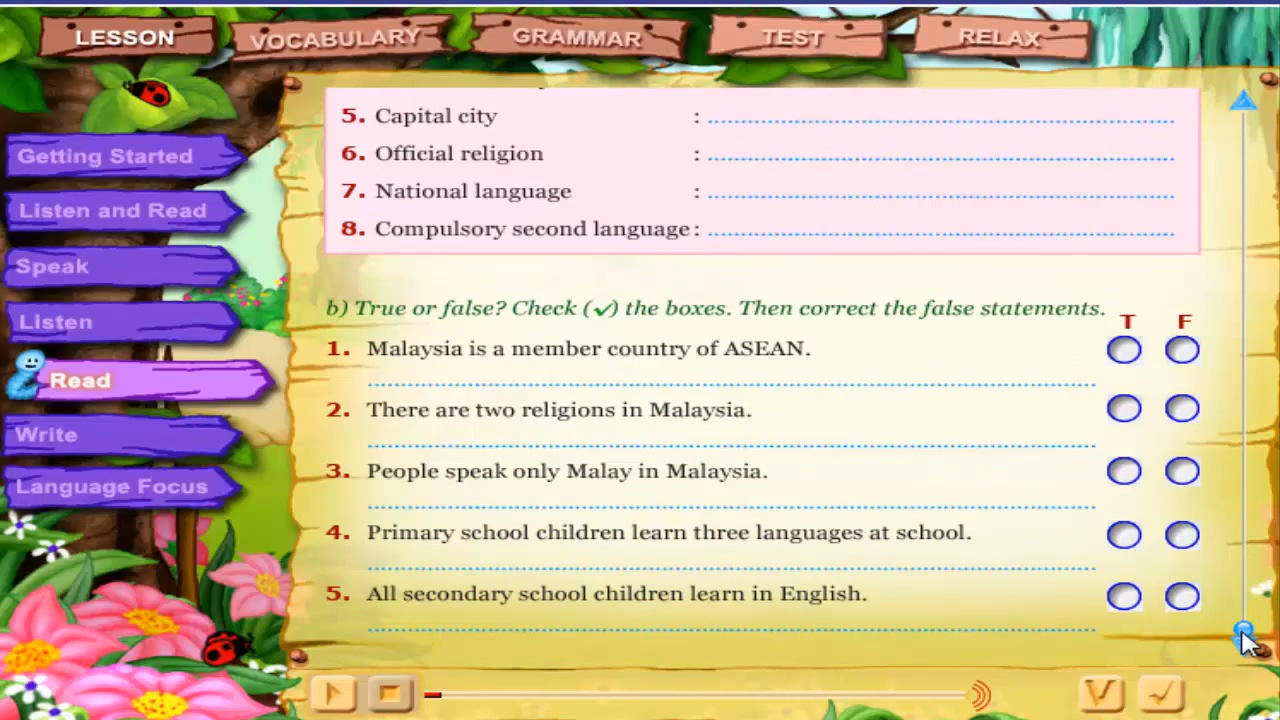 LESSON VOCABULARY GRAMMAR TEST RELAX
Getting Started
Listen and Read
Speak
Listen
Read
Write
Language Focus
5. Capital city :
6. Official religion :
7. National language :
8. Compulsory second language :
b) True or false? Check (✓) the boxes. Then correct the false statements.
T F
1. Malaysia is a member country of ASEAN.
2. There are two religions in Malaysia.
3. People speak only Malay in Malaysia.
4. Primary school children learn three languages at school.
5. All secondary school children learn in English.